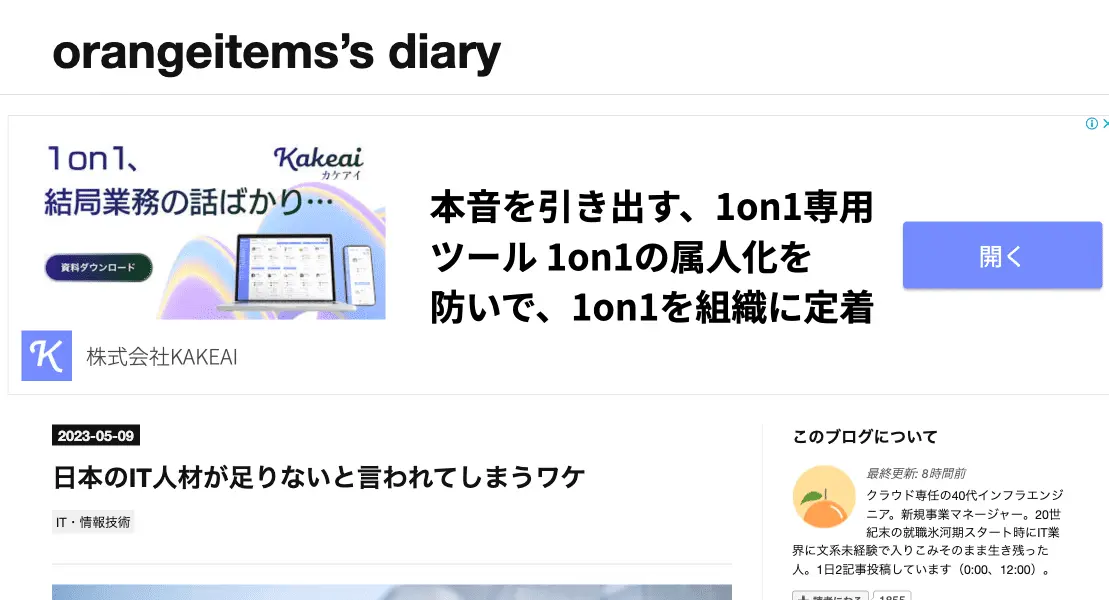 orangeitems’s diary
1on1、
Kakeai
カケアイ
結局業務の話ばかり…
資料ダウンロード
本音を引き出す、1on1専用
ツール 1on1の属人化を
防いで、1on1を組織に定着
開く
K 株式会社KAKEAI
2023-05-09
日本のIT人材が足りないと言われてしまうワケ
IT・情報技術
このブログについて
最終更新: 8時間前
クラウド専任の40代インフラエンジ
ニア。新規事業マネージャー。20世
紀末の就職氷河期スタート時にIT業
界に文系未経験で入りこみそのまま生き残った
人。1日2記事投稿しています（0:00、12:00）。
読者になる 1855